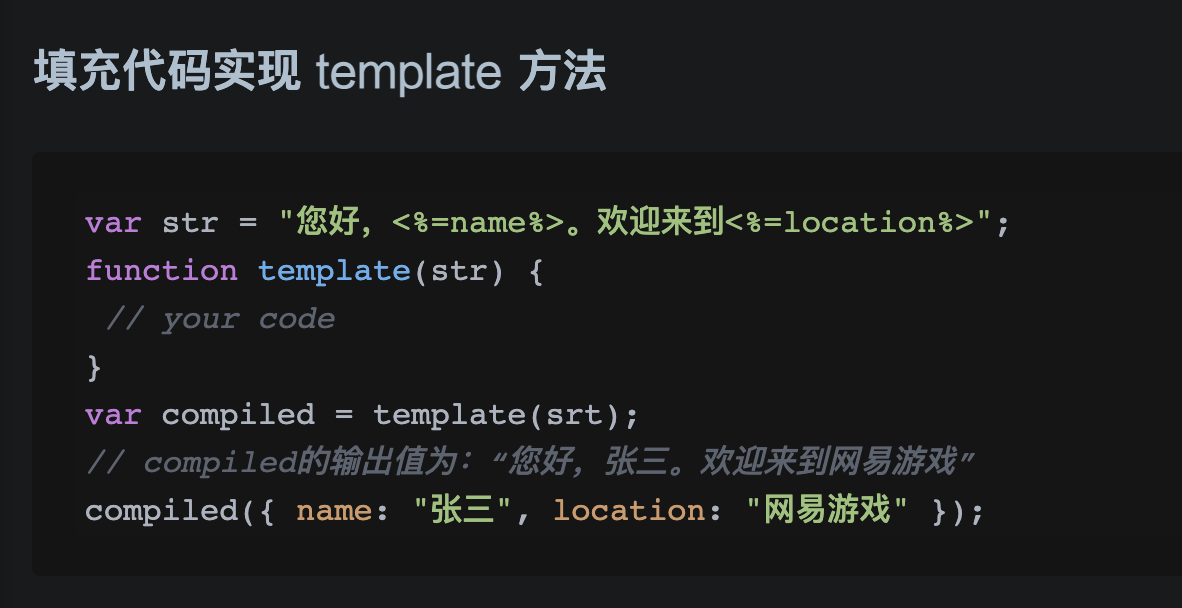 填充代码实现 template 方法
var str = "您好，<%=name%>。欢迎来到<%=location%>";
function template(str) {
 // your code
}
var compiled = template(srt);
// compiled的输出值为：“您好，张三。欢迎来到网易游戏”
compiled({ name: "张三", location: "网易游戏" });